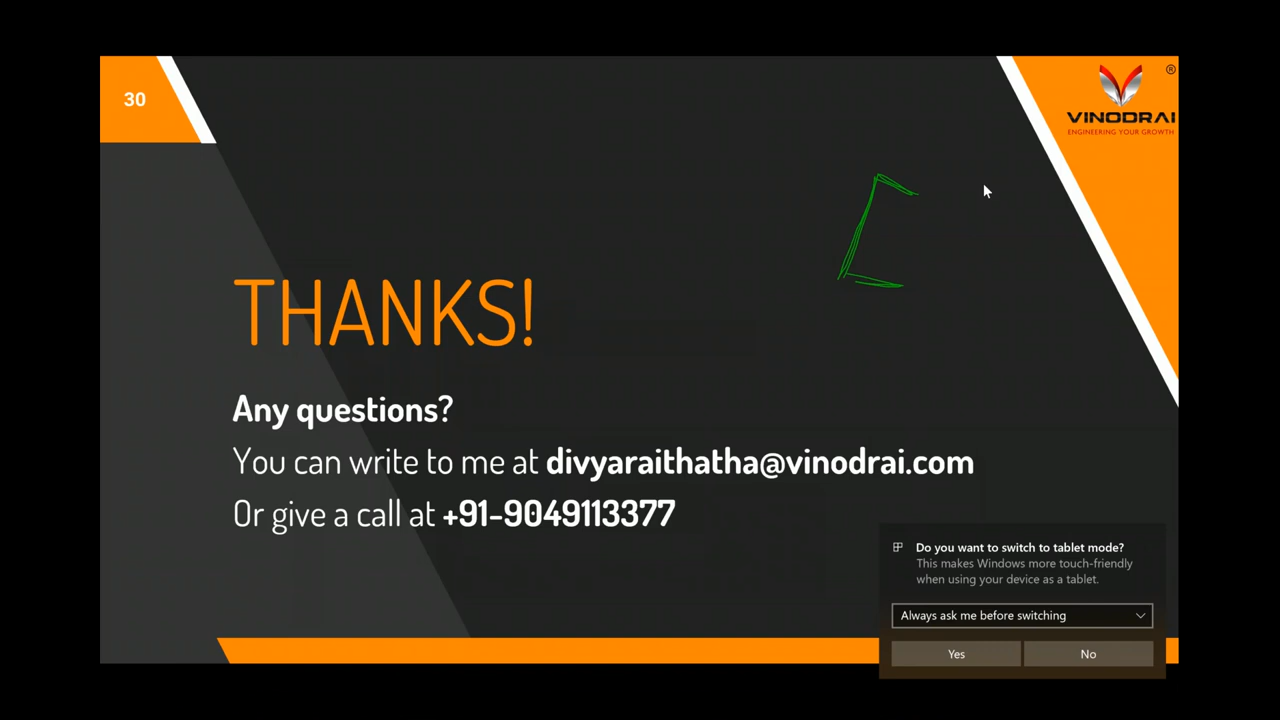 30
®
VINODRAI
ENGINEERING YOUR GROWTH
THANKS!
Any questions?
You can write to me at divyaraithatha@vinodrai.com
Or give a call at +91-9049113377
Do you want to switch to tablet mode?
This makes Windows more touch-friendly
when using your device as a tablet.
Always ask me before switching
Yes No